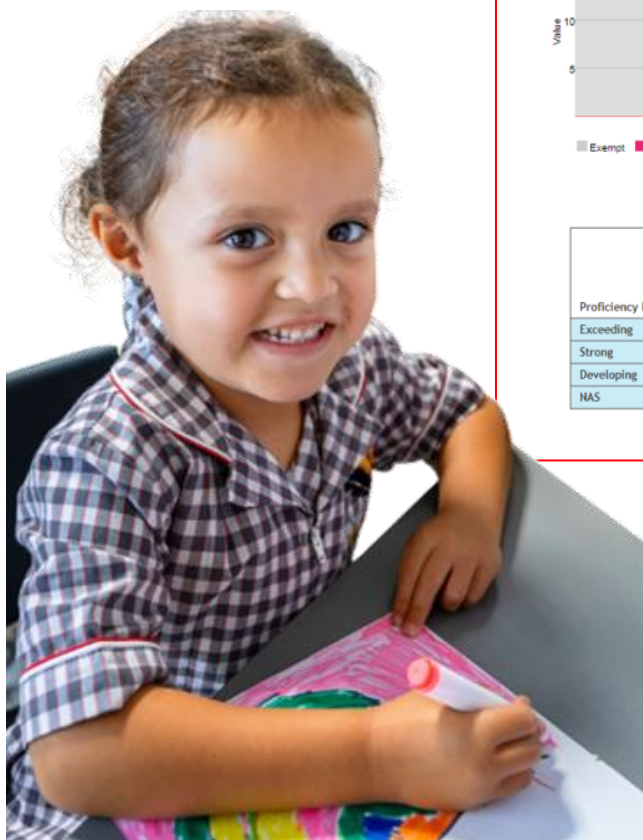 Value
10
5
Exempt
Proficiency
Exceeding
Strong
Developing
NAS